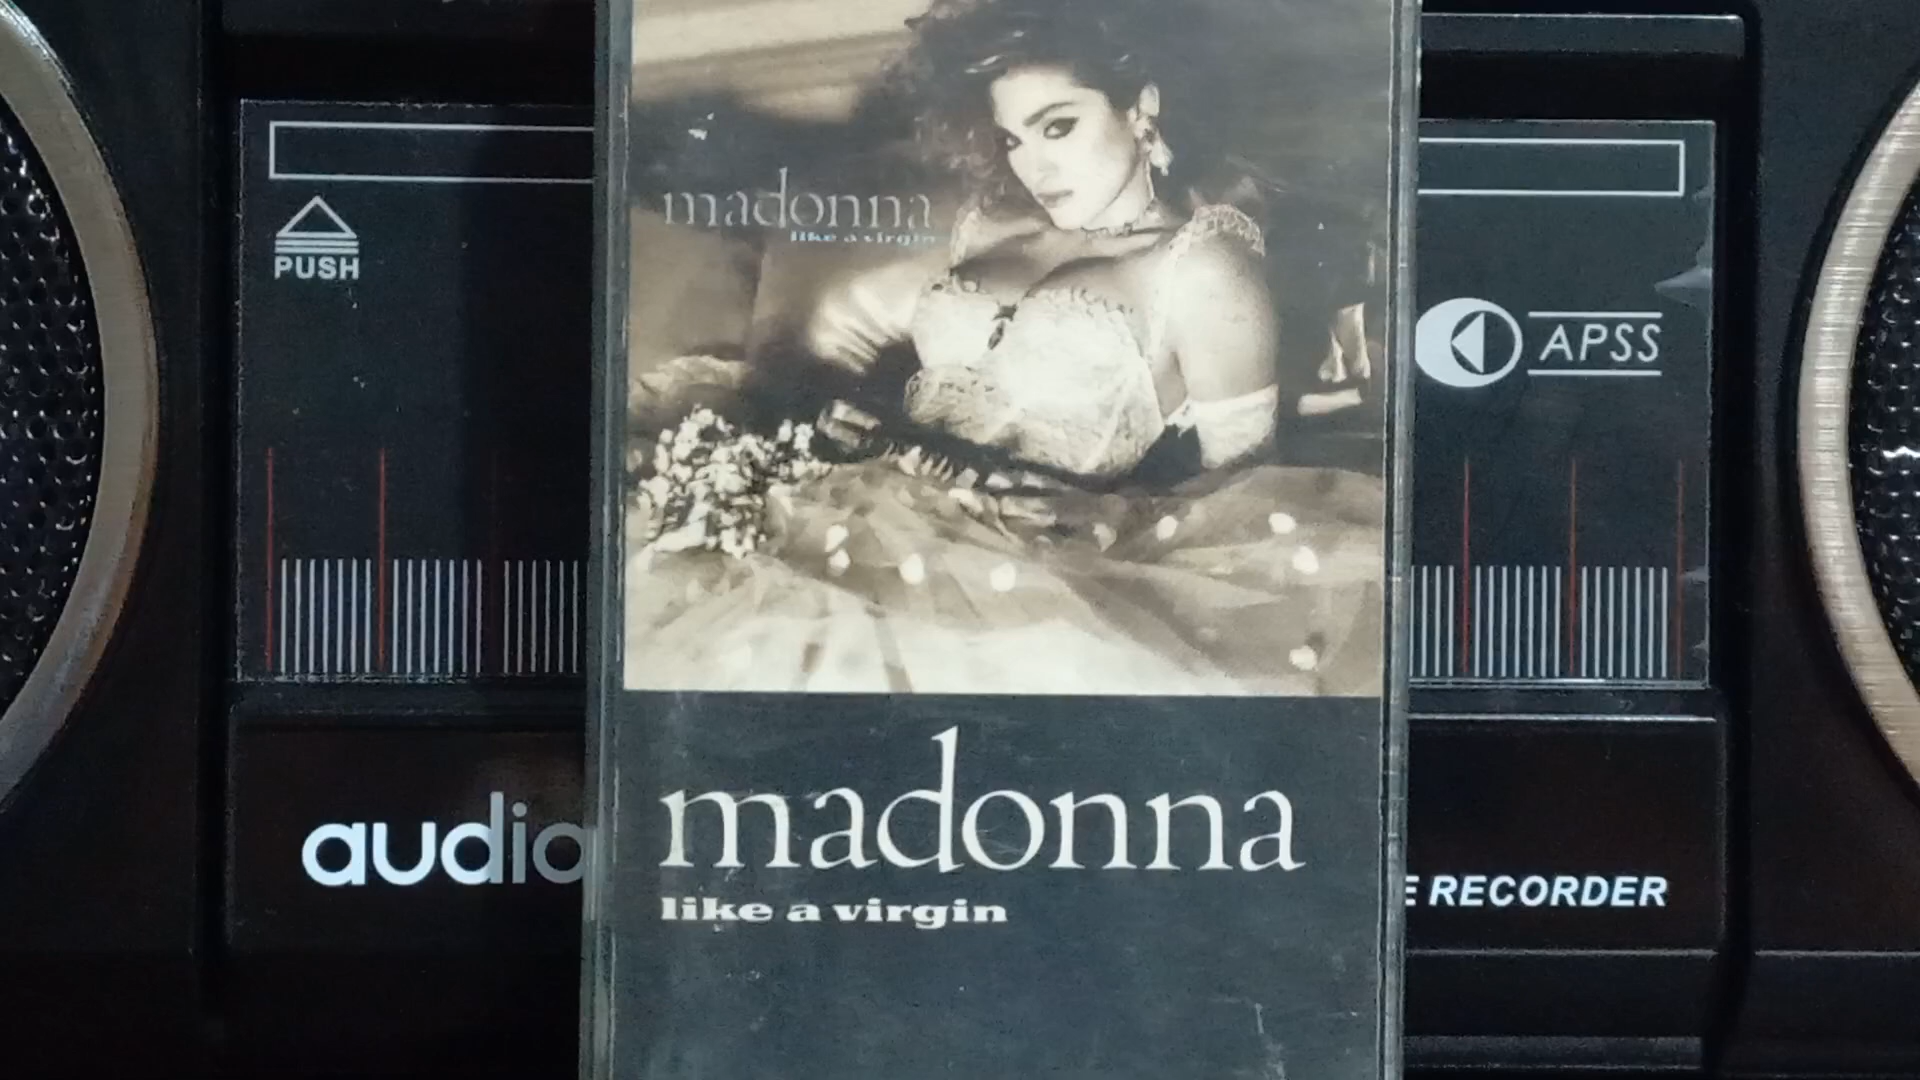 madonna
like a virgin
PUSH
APSS
madonna
like a virgin
audio
RECORDER